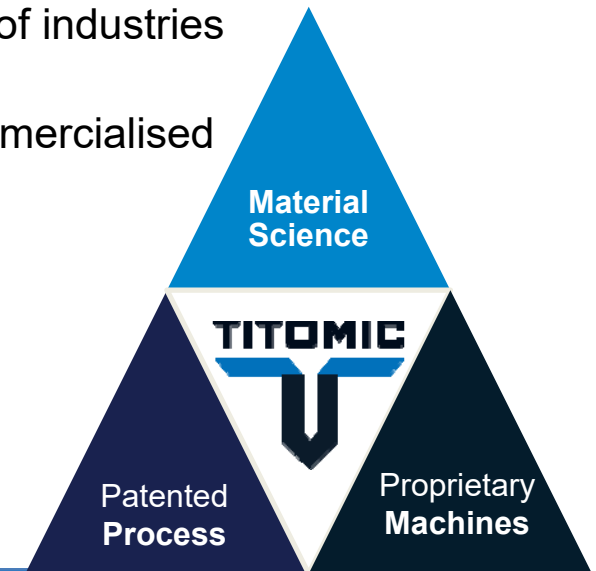 of industries
mercialised
Material
Science
TITOMIC
Patented
Process
Proprietary
Machines